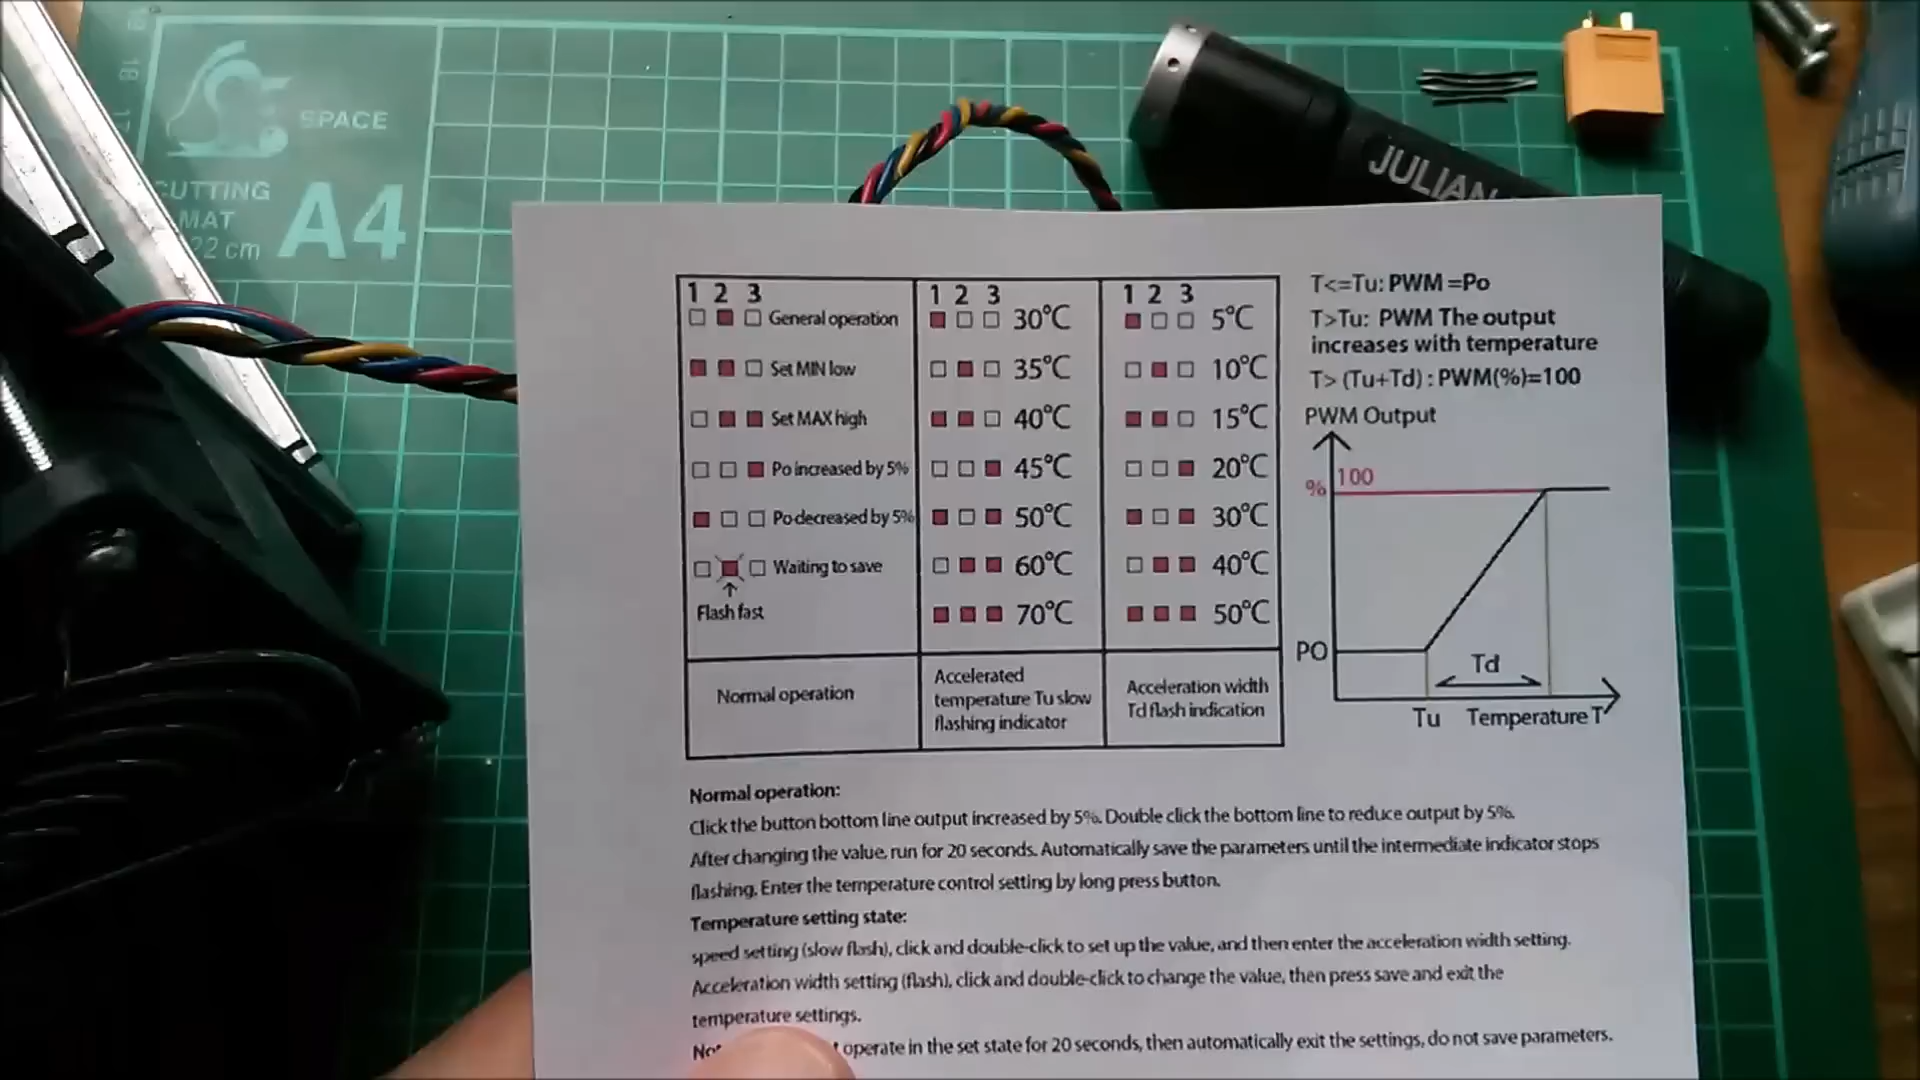 SPACE
CUTTING
MAT
A4
22 cm
JULIAN
1 2 3
General operation
Set MIN low
Set MAX high
Po increased by 5%
Po decreased by 5%
Waiting to save
Flash fast
Normal operation
1 2 3
30°C
35°C
40°C
45°C
50°C
60°C
70°C
Accelerated
temperature Tu slow
flashing indicator
1 2 3
5°C
10°C
15°C
20°C
30°C
40°C
50°C
Acceleration width
Td flash indication
T<=Tu: PWM =Po
T>Tu: PWM The output
increases with temperature
T> (Tu+Td) : PWM(%)=100
PWM Output
% 100
PO
Td
Tu Temperature T
Normal operation:
Click the button bottom line output increased by 5%. Double click the bottom line to reduce output by 5%.
After changing the value, run for 20 seconds. Automatically save the parameters until the intermediate indicator stops
flashing. Enter the temperature control setting by long press button.
Temperature setting state:
speed setting (slow flash), click and double-click to set up the value, and then enter the acceleration width setting.
Acceleration width setting (flash), click and double-click to change the value, then press save and exit the
temperature settings.
operate in the set state for 20 seconds, then automatically exit the settings, do not save parameters.